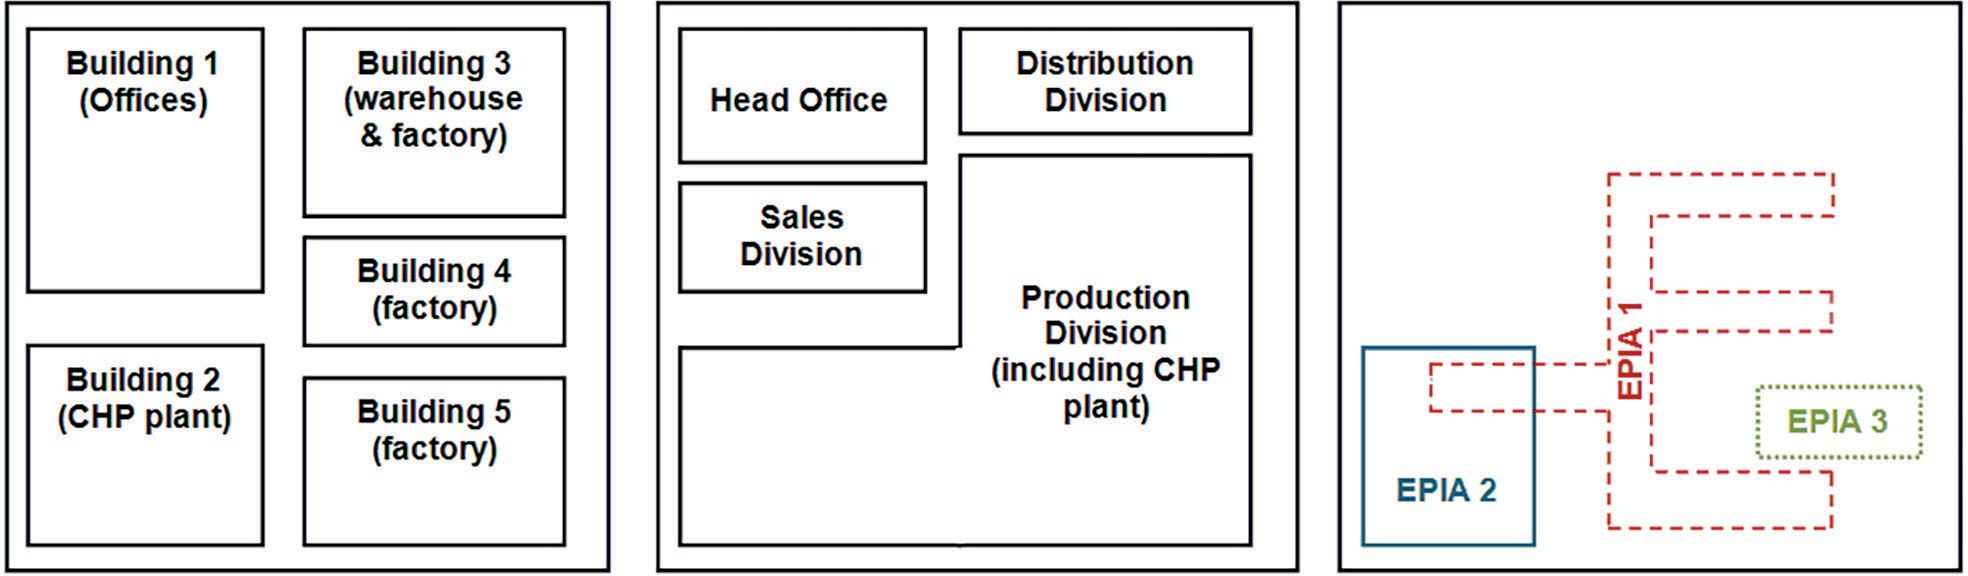 Building 1
(Offices)
Building 3
(warehouse
& factory)
Building 4
(factory)
Building 2
(CHP plant)
Building 5
(factory)
Head Office
Distribution
Division
Sales
Division
Production
Division
(including CHP
plant)
EPIA 1
EPIA 2
EPIA 3